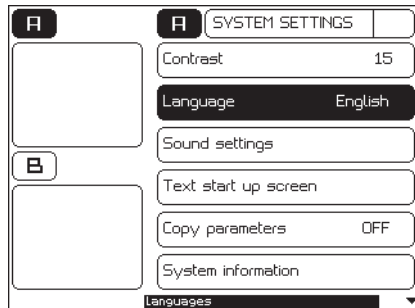 A
A SYSTEM SETTINGS
Contrast 15
Language English
Sound settings
B
Text start up screen
Copy parameters OFF
System information
Languages